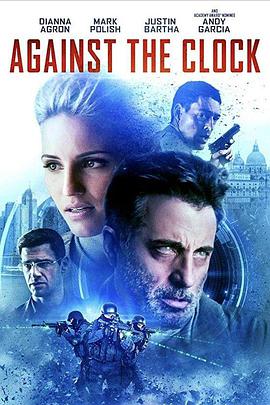 DIANNA AGRON
MARK POLISH
JUSTIN BARTHA
AND ACADEMY AWARD® NOMINEE ANDY GARCIA
AGAINST THE CLOCK